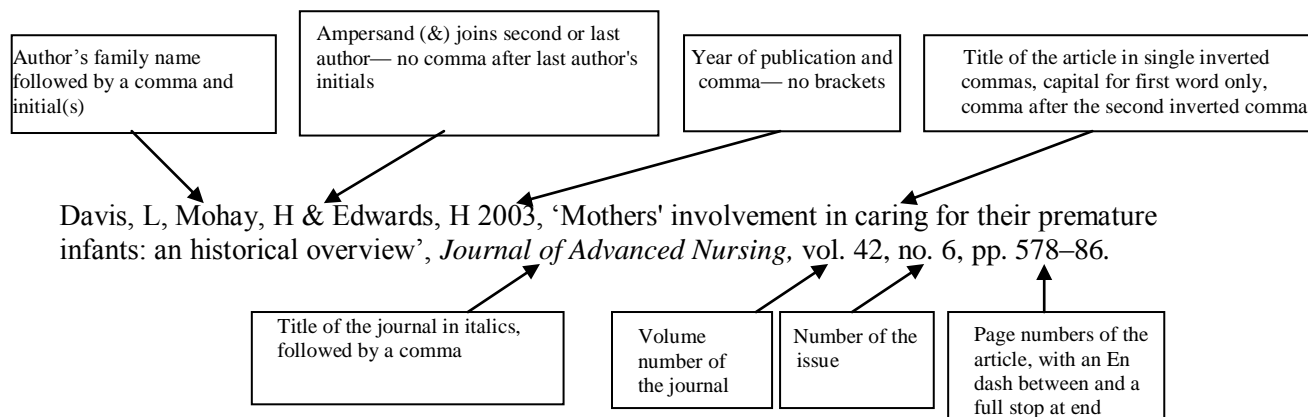 Author's family name
followed by a comma and
initial(s)
Ampersand (&) joins second or last
author— no comma after last author's
initials
Year of publication and
comma— no brackets
Title of the article in single inverted
commas, capital for first word only,
comma after the second inverted comma
Davis, L, Mohay, H & Edwards, H 2003, ‘Mothers' involvement in caring for their premature
infants: an historical overview’, Journal of Advanced Nursing, vol. 42, no. 6, pp. 578–86.
Title of the journal in italics,
followed by a comma
Volume
number of
the journal
Number of the
issue
Page numbers of the
article, with an En
dash between and a
full stop at end